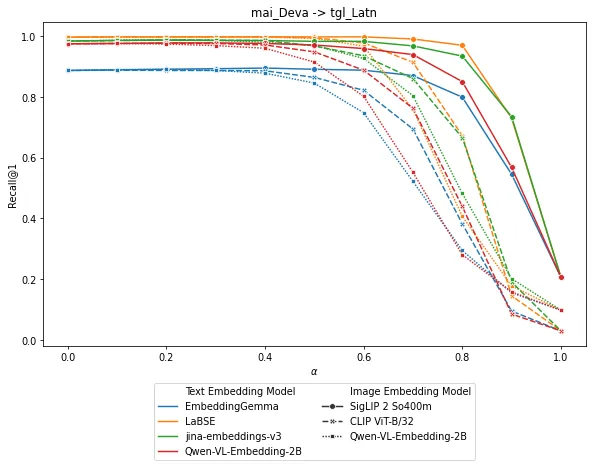 mai_Deva -> tgl_Latn
1.0
0.8
0.6
0.4
0.2
0.0
Recall@1
0.0 0.2 0.4 0.6 0.8 1.0
α
Text Embedding Model Image Embedding Model
EmbeddingGemma SigLIP 2 So400m
LaBSE CLIP ViT-B/32
jina-embeddings-v3 Qwen-VL-Embedding-2B
Qwen-VL-Embedding-2B